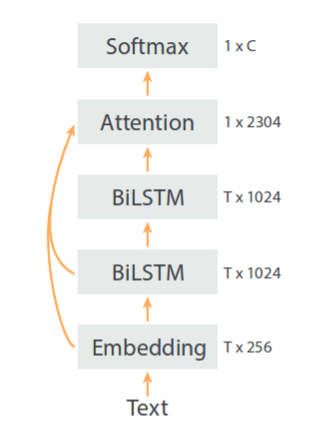 Softmax 1 x C
Attention 1 x 2304
BiLSTM T x 1024
BiLSTM T x 1024
Embedding T x 256
Text